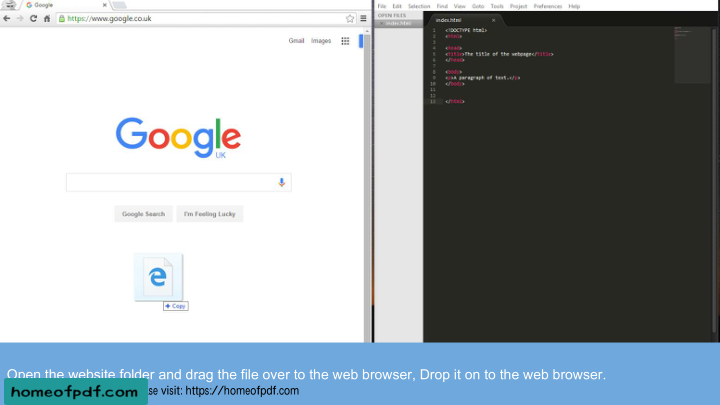 Google
https://www.google.co.uk
Gmail Images
Google
UK
Google Search I'm Feeling Lucky
Copy
File Edit Selection Find View Goto Tools Project Preferences Help
OPEN FILES
index.html
index.html
1 <!DOCTYPE html>
2 <html>
3
4 <head>
5 <title>The title of the webpage</title>
6 </head>
7
8 <body>
9 <p>A paragraph of text.</p>
10 </body>
11
12
13 </html>
Open the website folder and drag the file over to the web browser, Drop it on to the web browser.
homeofpdf.com
visit: https://homeofpdf.com